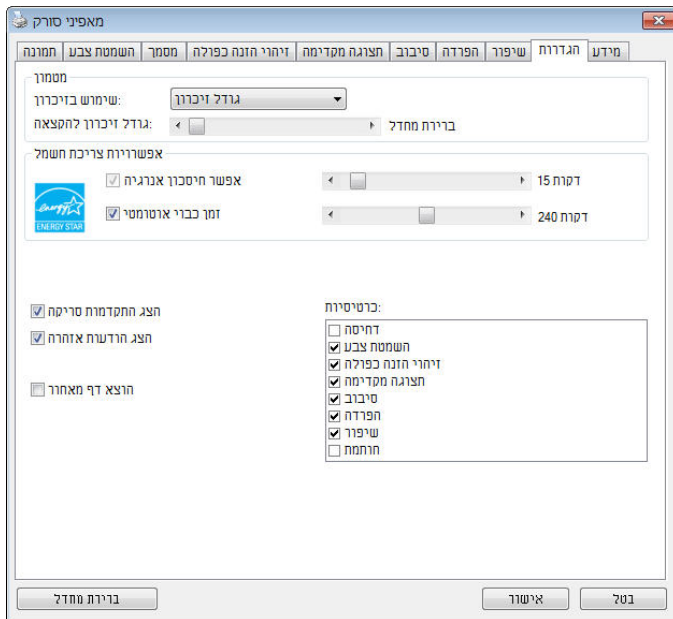 מאפיני סורק
תמונה השמטת צבע מסמך זיהוי הזנה כפולה תצוגה מקדימה סיבוב הפרדה שיפור הגדרות מידע
מטמון
שימוש בזיכרון: גודל זיכרון
גודל זיכרון להקצאה: ברירת מחדל
אפשרויות צריכת חשמל
אפשר חיסכון אנרגיה 15 דקות
זמן כבוי אוטומטי 240 דקות
energy
ENERGY STAR
הצג התקדמות סריקה
הצג הודעות אזהרה
הוצא דף מאחור
כרטיסיות:
דחיסה
השמטת צבע
זיהוי הזנה כפולה
תצוגה מקדימה
סיבוב
הפרדה
שיפור
חותמת
ברירת מחדל אישור בטל